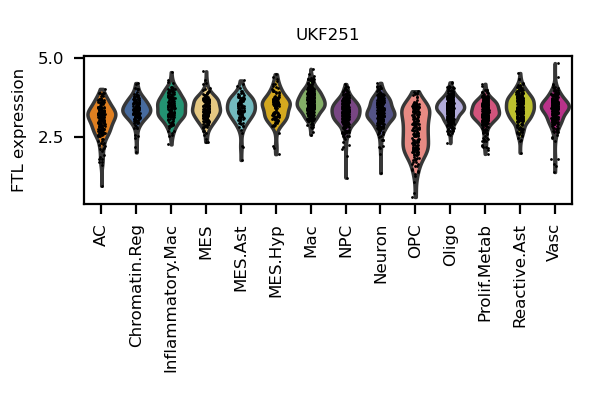 UKF251
FTL expression
5.0
2.5
AC
Chromatin.Reg
Inflammatory.Mac
MES
MES.Ast
MES.Hyp
Mac
NPC
Neuron
OPC
Oligo
Prolif.Metab
Reactive.Ast
Vasc